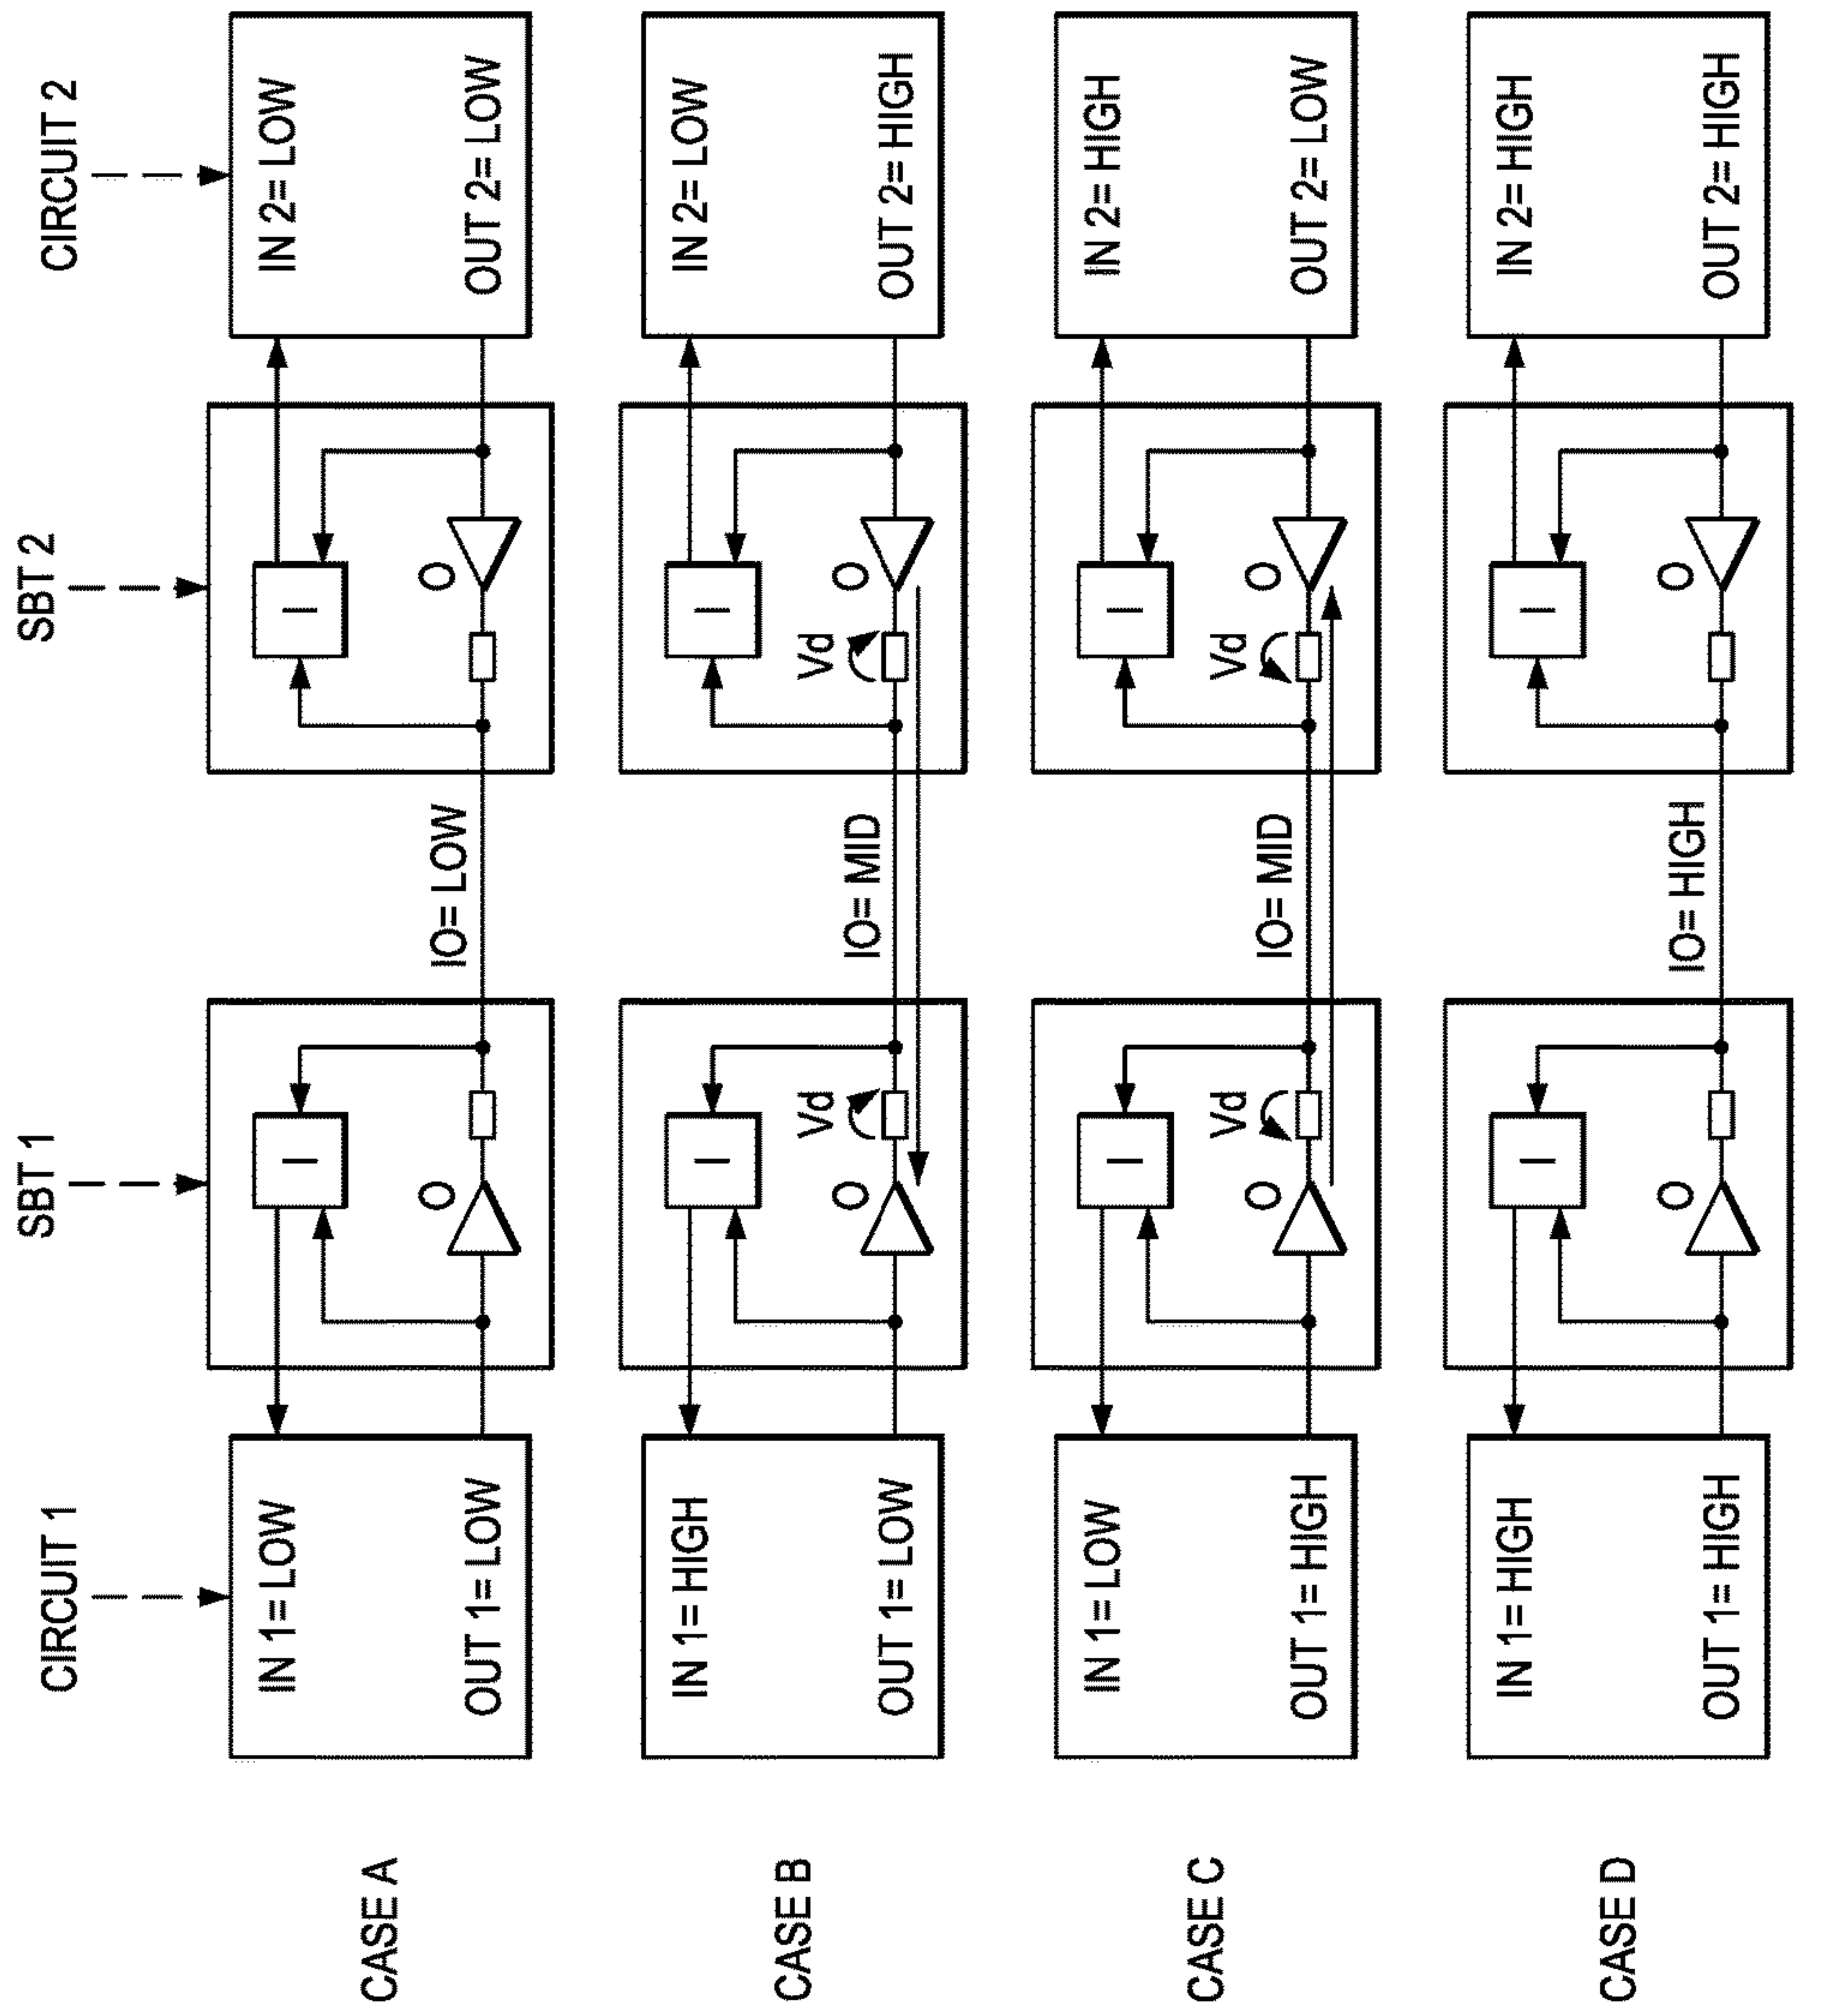 CIRCUIT 1
SBT 1
SBT 2
CIRCUIT 2
CASE A
IN 1= LOW
OUT 1= LOW
I
O
IO= LOW
I
O
IN 2= LOW
OUT 2= LOW
CASE B
IN 1= HIGH
OUT 1= LOW
I
Vd
O
IO= MID
I
Vd
O
IN 2= LOW
OUT 2= HIGH
CASE C
IN 1= LOW
OUT 1= HIGH
I
Vd
O
IO= MID
I
Vd
O
IN 2= HIGH
OUT 2= LOW
CASE D
IN 1= HIGH
OUT 1= HIGH
I
O
IO= HIGH
I
O
IN 2= HIGH
OUT 2= HIGH